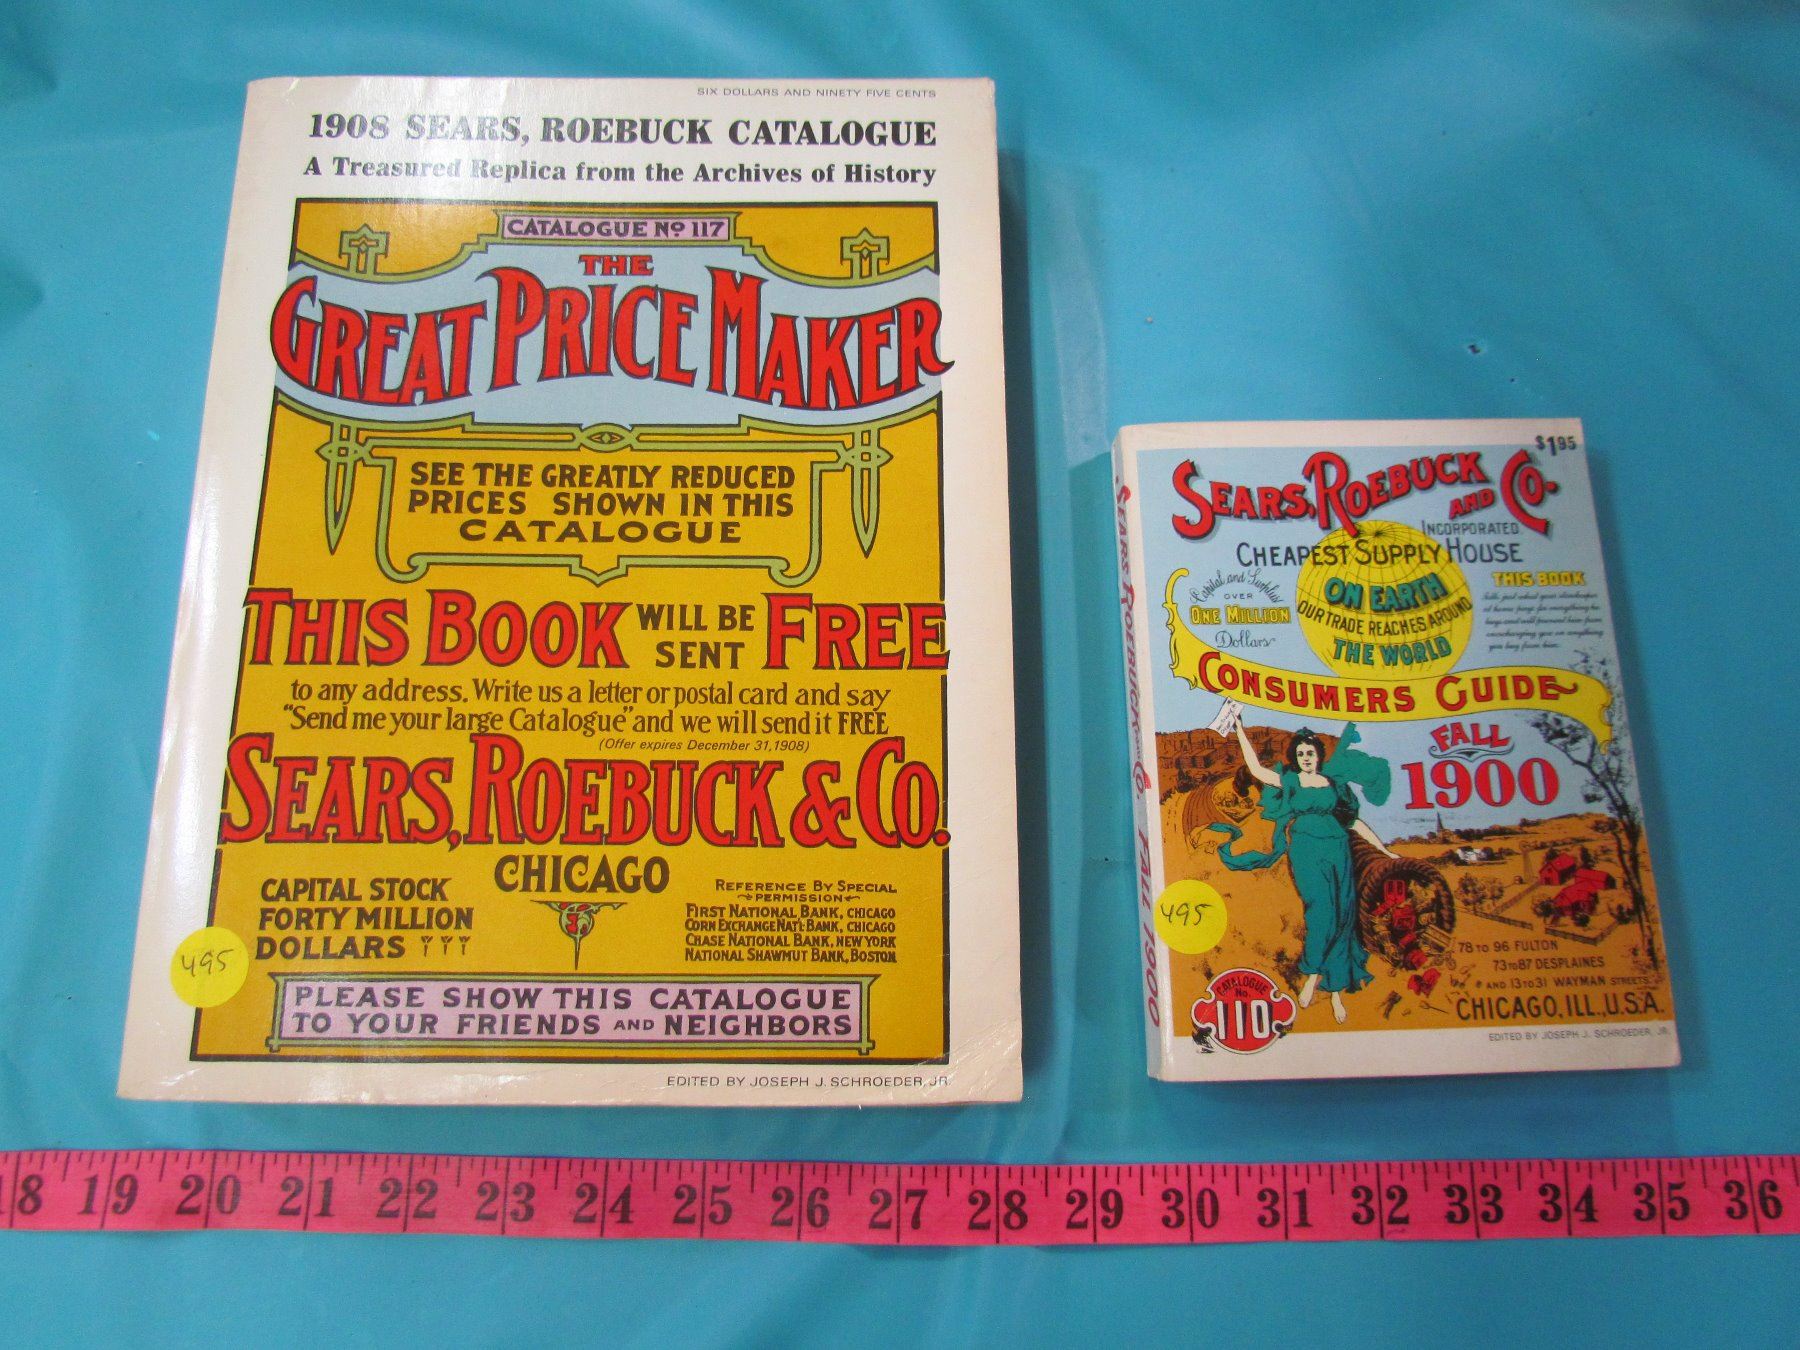 SIX DOLLARS AND NINETY FIVE CENTS
1908 SEARS, ROEBUCK CATALOGUE
A Treasured Replica from the Archives of History
CATALOGUE No 117
THE
GREAT PRICE MAKER
SEE THE GREATLY REDUCED
PRICES SHOWN IN THIS
CATALOGUE
THIS BOOK WILL BE SENT FREE
to any address. Write us a letter or postal card and say
"Send me your large Catalogue" and we will send it FREE
(Offer expires December 31, 1908)
SEARS, ROEBUCK & CO.
CHICAGO
CAPITAL STOCK
FORTY MILLION
DOLLARS
REFERENCE BY SPECIAL
PERMISSION
FIRST NATIONAL BANK, CHICAGO
CORN EXCHANGE NAT'L BANK, CHICAGO
CHASE NATIONAL BANK, NEW YORK
NATIONAL SHAWMUT BANK, BOSTON
495
PLEASE SHOW THIS CATALOGUE
TO YOUR FRIENDS AND NEIGHBORS
EDITED BY JOSEPH J. SCHROEDER, JR.
$1.95
SEARS, ROEBUCK AND CO.
INCORPORATED
CHEAPEST SUPPLY HOUSE
ON EARTH
OUR TRADE REACHES AROUND
THE WORLD
Capital and Surplus
OVER
ONE MILLION
Dollars
THIS BOOK
CONSUMERS GUIDE
FALL
1900
495
78 TO 96 FULTON
73 TO 87 DESPLAINES
AND 13 TO 31 WAYMAN STREETS
CHICAGO, ILL., U.S.A.
CATALOGUE
No.
110
EDITED BY JOSEPH J. SCHROEDER, JR.
SEARS ROEBUCK and Co. FALL 1900
18 19 20 21 22 23 24 25 26 27 28 29 30 31 32 33 34 35 36